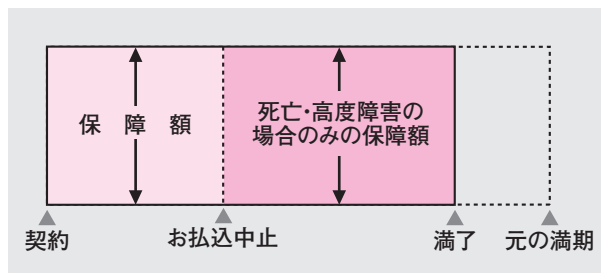 保 障 額
死亡・高度障害の
場合のみの保障額
契約
お払込中止
満了
元の満期